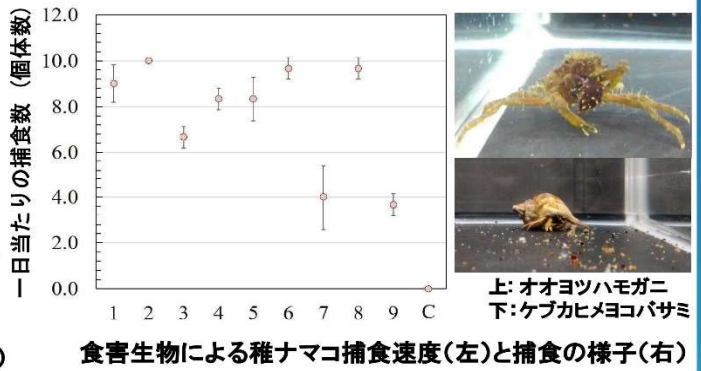 一日当たりの捕食数（個体数）
12.0
10.0
8.0
6.0
4.0
2.0
0.0
1 2 3 4 5 6 7 8 9 C
上：オオヨツハモガニ
下：ケブカヒメヨコバサミ
)
食害生物による稚ナマコ捕食速度（左）と捕食の様子（右）